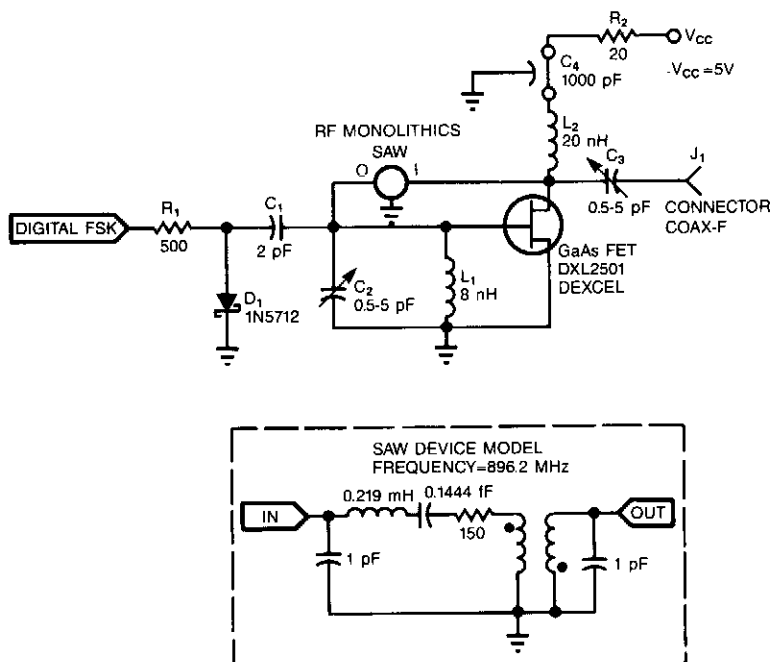 R2
20
VCC
-VCC=5V
C4
1000 pF
RF MONOLITHICS
SAW
L2
20 nH
C3
J1
O
I
0.5-5 pF
CONNECTOR
COAX-F
DIGITAL FSK
R1
500
C1
2 pF
GaAs FET
DXL2501
DEXCEL
D1
1N5712
C2
0.5-5 pF
L1
8 nH
SAW DEVICE MODEL
FREQUENCY=896.2 MHz
0.219 mH
0.1444 fF
IN
150
OUT
1 pF
1 pF